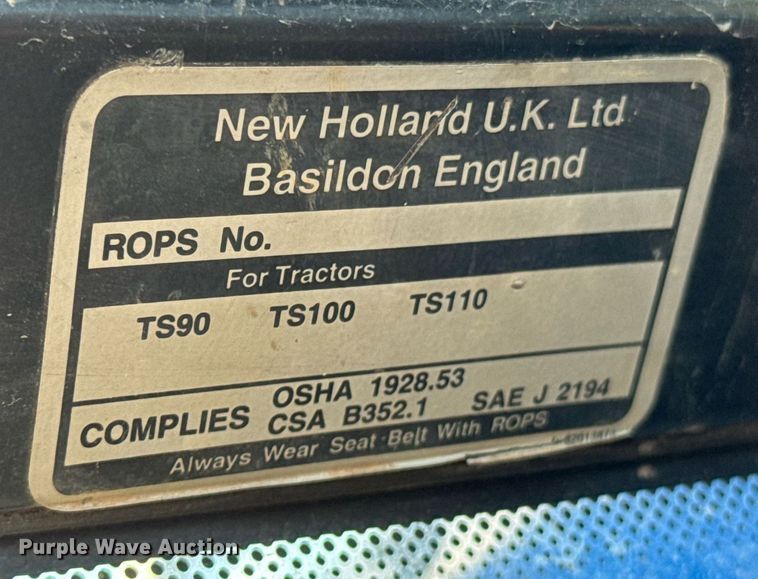 New Holland U.K. Ltd
Basildon England
ROPS No.
For Tractors
TS90 TS100 TS110
COMPLIES OSHA 1928.53
CSA B352.1 SAE J 2194
Always Wear Seat Belt With ROPS
Purple Wave Auction